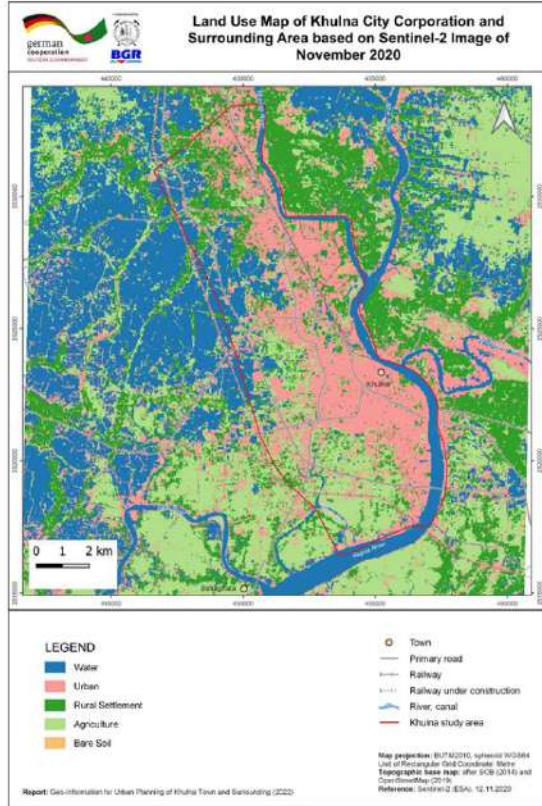 german
cooperation
BGR
Land Use Map of Khulna City Corporation and
Surrounding Area based on Sentinel-2 Image of
November 2020
Khulna
Rupsa River
Batiaghata
0 1 2 km
LEGEND
Water
Urban
Rural Settlement
Agriculture
Bare Soil
Town
Primary road
Railway
Railway under construction
River, canal
Khulna study area
Map projection: BUTM2010, spheroid WGS84
Unit of Rectangular Grid Coordinate: Metre
Topographic base map: after SOB (2014) and
OpenStreetMap (2019)
Reference: Sentinel-2 (ESA), 12.11.2020
Report: Geo-information for Urban Planning of Khulna Town and Surrounding (2022)